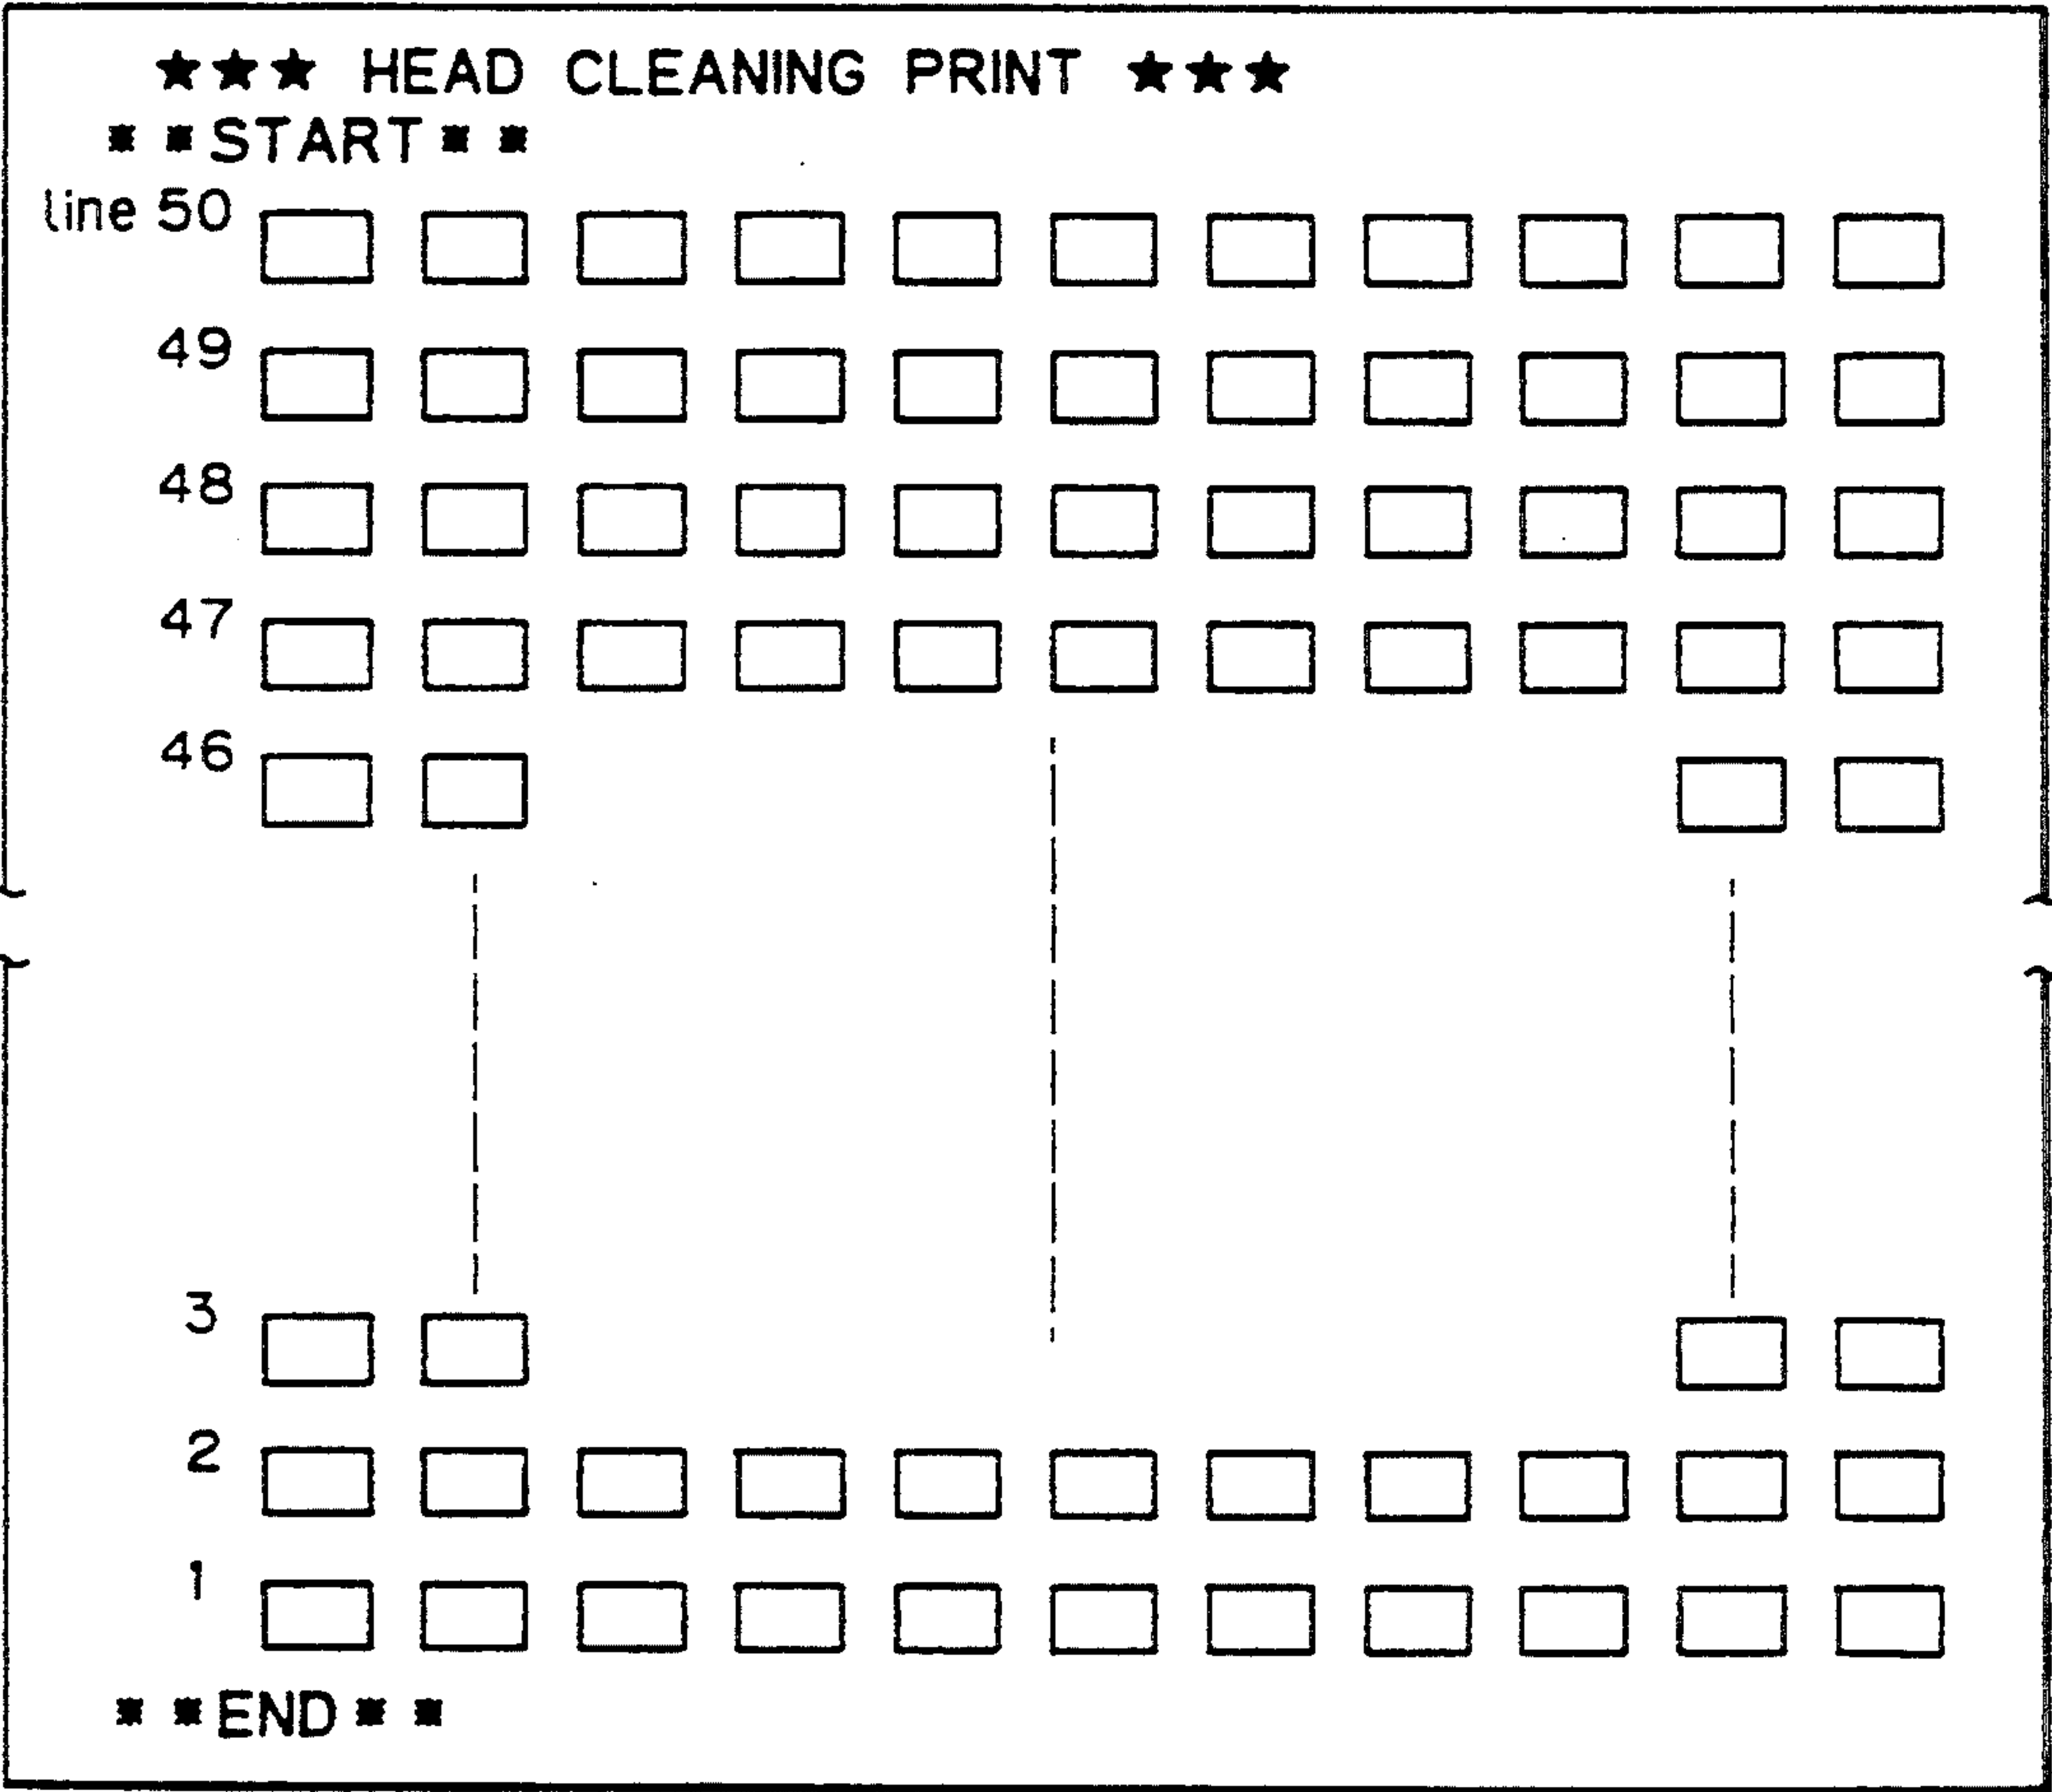 ★★★ HEAD CLEANING PRINT ★★★
**START**
line 50
49
48
47
46
3
2
1
**END**